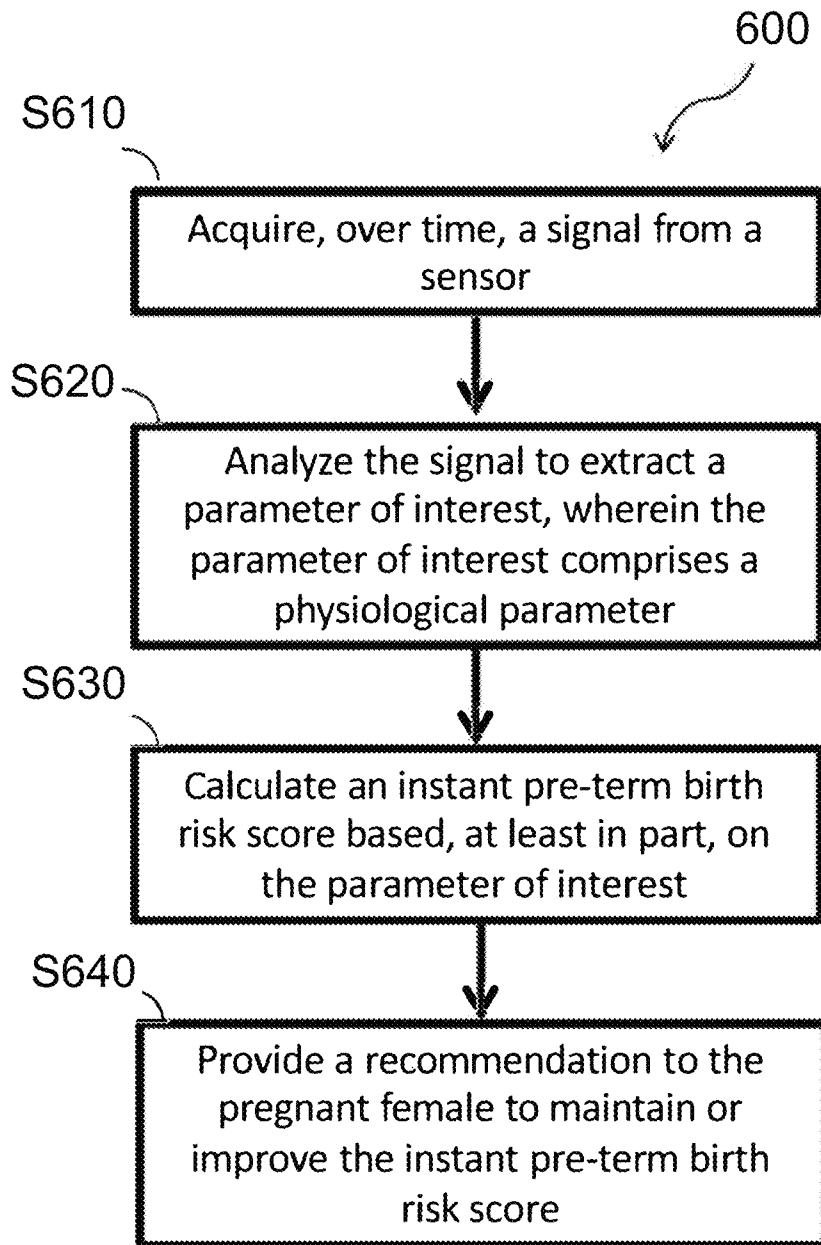 600
S610
Acquire, over time, a signal from a
sensor
S620
Analyze the signal to extract a
parameter of interest, wherein the
parameter of interest comprises a
physiological parameter
S630
Calculate an instant pre-term birth
risk score based, at least in part, on
the parameter of interest
S640
Provide a recommendation to the
pregnant female to maintain or
improve the instant pre-term birth
risk score